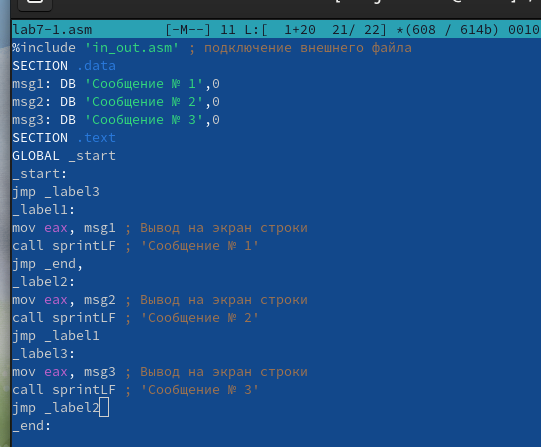 lab7-1.asm [-M--] 11 L:[ 1+20 21/ 22] *(608 / 614b) 0010
%include 'in_out.asm' ; подключение внешнего файла
SECTION .data
msg1: DB 'Сообщение № 1',0
msg2: DB 'Сообщение № 2',0
msg3: DB 'Сообщение № 3',0
SECTION .text
GLOBAL _start
_start:
jmp _label3
_label1:
mov eax, msg1 ; Вывод на экран строки
call sprintLF ; 'Сообщение № 1'
jmp _end,
_label2:
mov eax, msg2 ; Вывод на экран строки
call sprintLF ; 'Сообщение № 2'
jmp _label1
_label3:
mov eax, msg3 ; Вывод на экран строки
call sprintLF ; 'Сообщение № 3'
jmp _label2
_end: